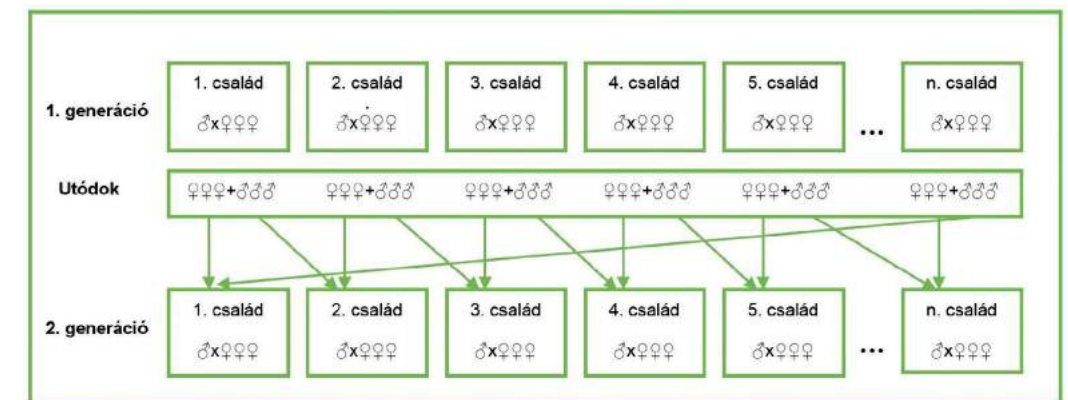 1. család 2. család 3. család 4. család 5. család n. család
1. generáció
♂x♀♀♀ ♂x♀♀♀ ♂x♀♀♀ ♂x♀♀♀ ♂x♀♀♀ ... ♂x♀♀♀
Utódok ♀♀♀+♂♂♂ ♀♀♀+♂♂♂ ♀♀♀+♂♂♂ ♀♀♀+♂♂♂ ♀♀♀+♂♂♂ ♀♀♀+♂♂♂
1. család 2. család 3. család 4. család 5. család n. család
2. generáció
♂x♀♀♀ ♂x♀♀♀ ♂x♀♀♀ ♂x♀♀♀ ♂x♀♀♀ ... ♂x♀♀♀